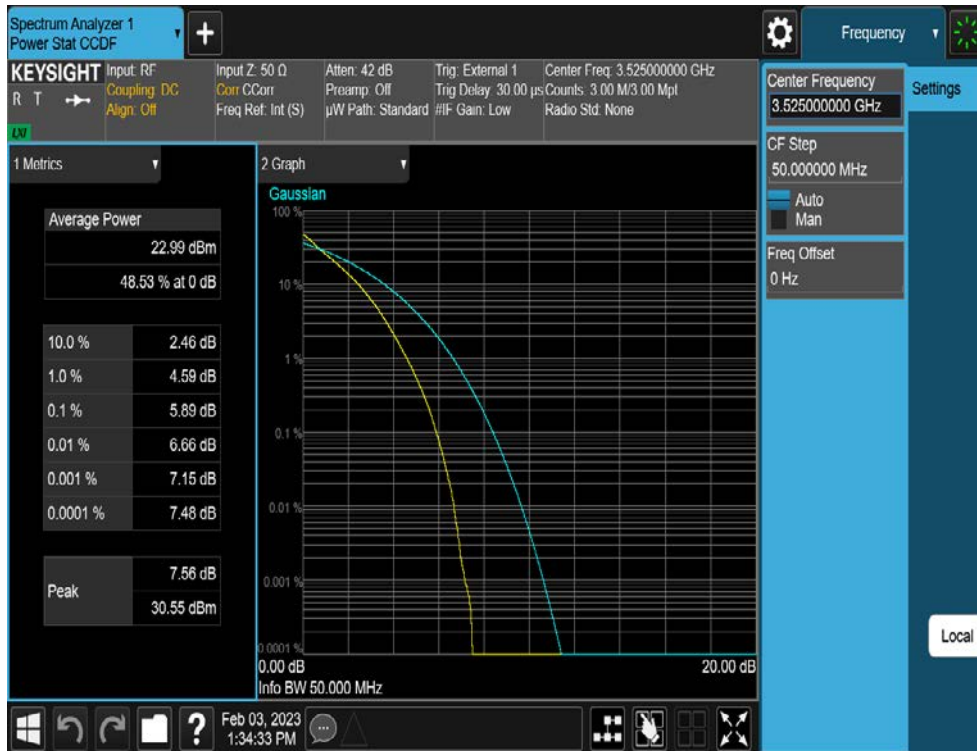 Spectrum Analyzer 1
Power Stat CCDF
+
Frequency
KEYSIGHT
R T
LXI
Input: RF
Coupling: DC
Align: Off
Input Z: 50 Ω
Corr CCorr
Freq Ref: Int (S)
Atten: 42 dB
Preamp: Off
µW Path: Standard
Trig: External 1
Trig Delay: 30.00 µs
#IF Gain: Low
Center Freq: 3.525000000 GHz
Counts: 3.00 M/3.00 Mpt
Radio Std: None
Center Frequency
3.525000000 GHz
Settings
CF Step
50.000000 MHz
Auto
Man
Freq Offset
0 Hz
Local
1 Metrics
Average Power
22.99 dBm
48.53 % at 0 dB
10.0 % 2.46 dB
1.0 % 4.59 dB
0.1 % 5.89 dB
0.01 % 6.66 dB
0.001 % 7.15 dB
0.0001 % 7.48 dB
Peak
7.56 dB
30.55 dBm
2 Graph
Gaussian
100 %
10 %
1 %
0.1 %
0.01 %
0.001 %
0.0001 %
0.00 dB 20.00 dB
Info BW 50.000 MHz
?
Feb 03, 2023
1:34:33 PM